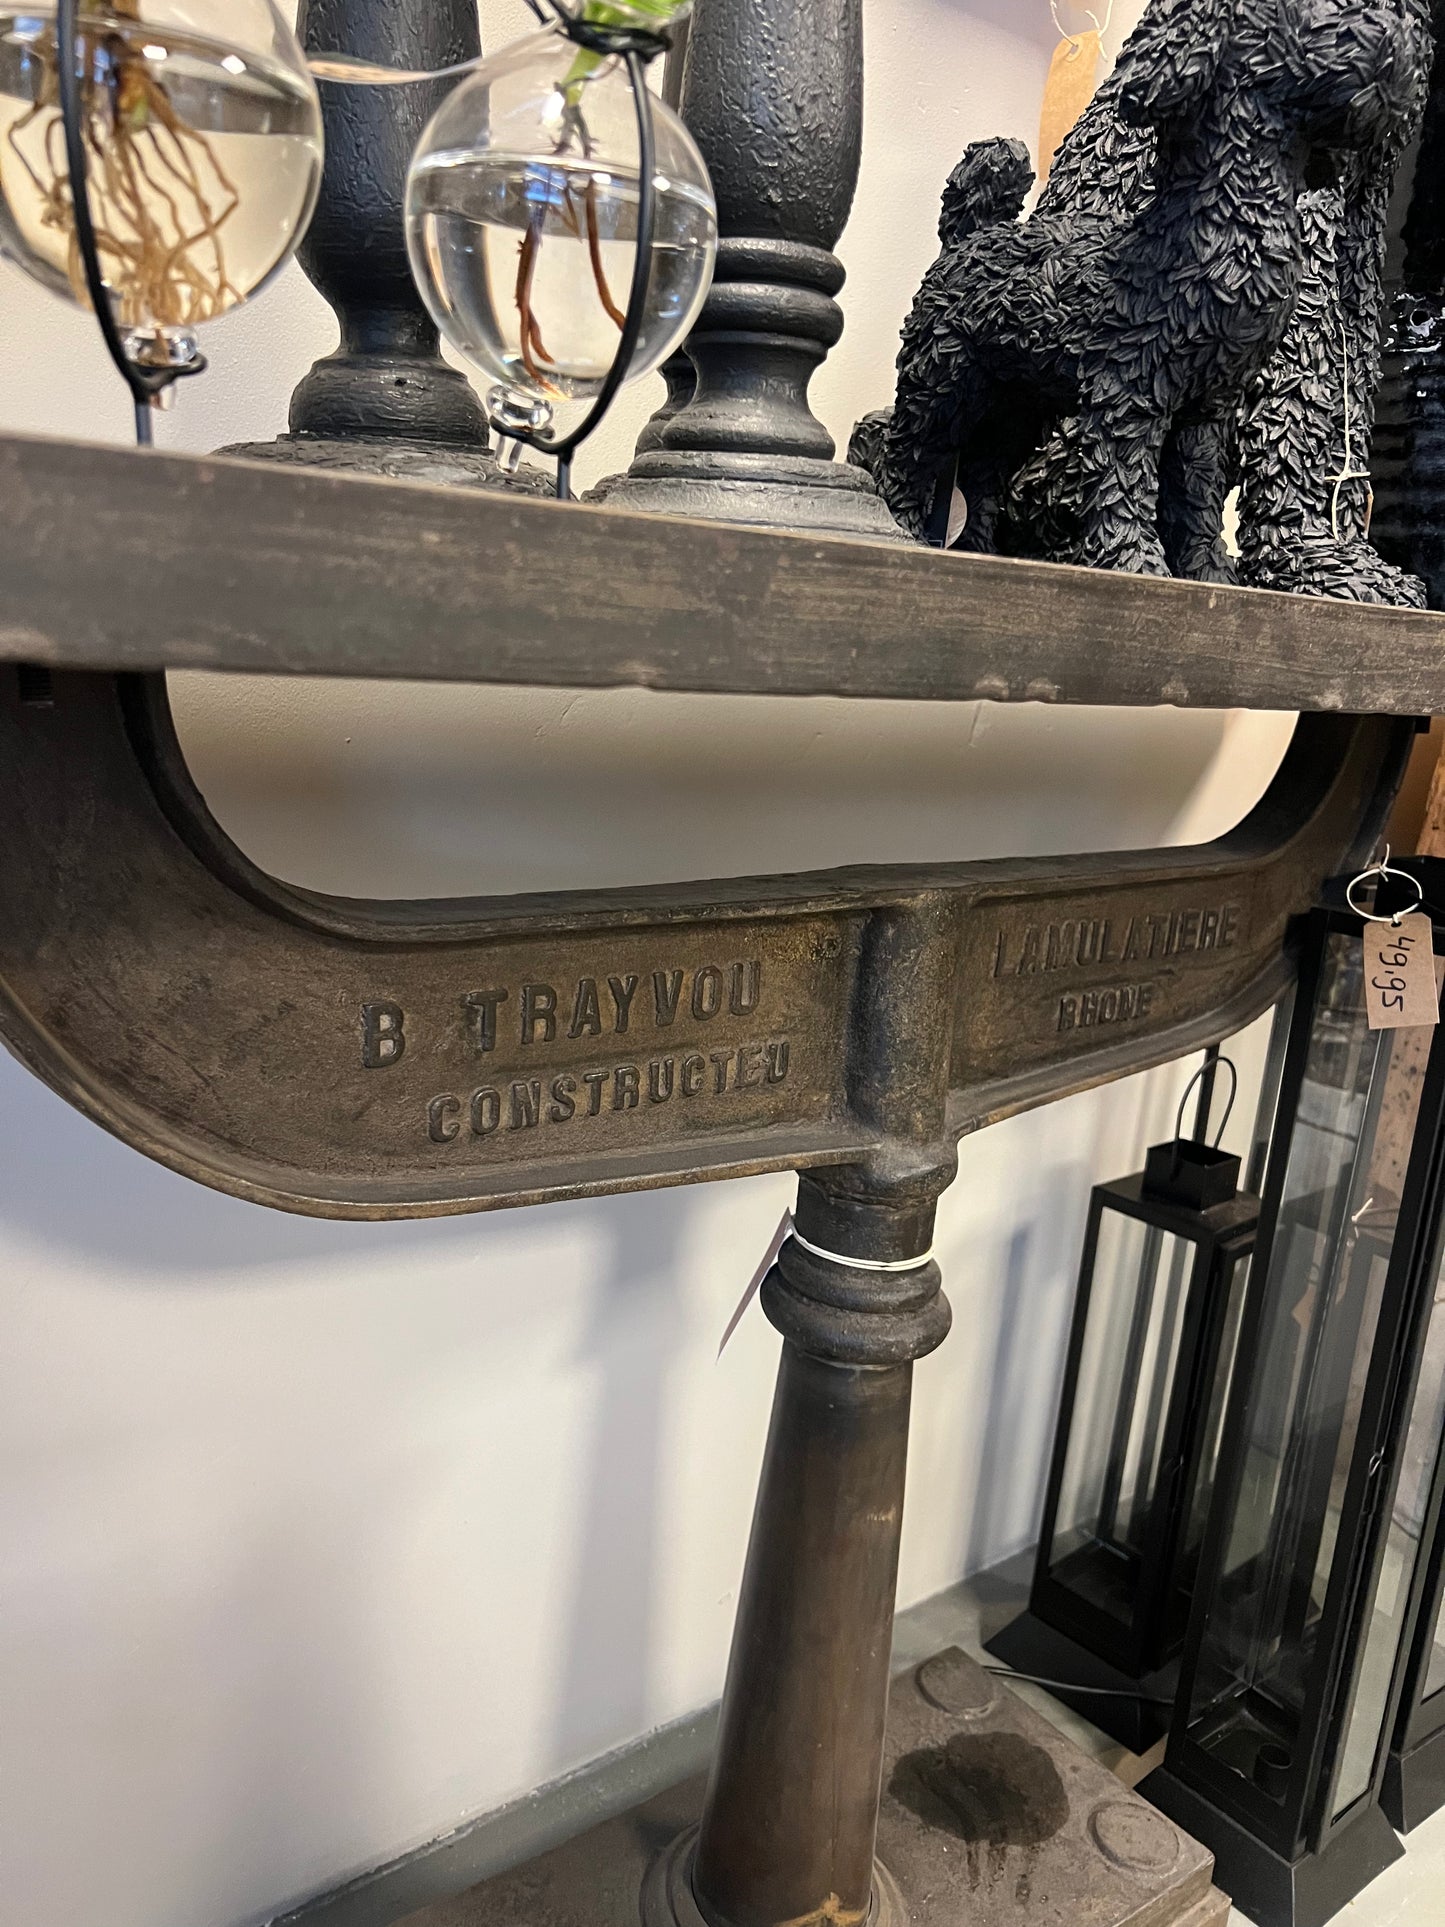 B TRAYVOU
CONSTRUCTEU
LAMULATIERE
RHONE
49,95